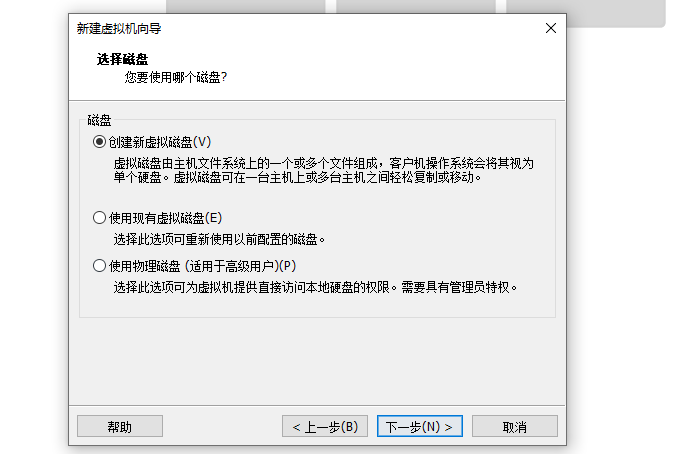 新建虚拟机向导
选择磁盘
您要使用哪个磁盘?
磁盘
创建新虚拟磁盘(V)
虚拟磁盘由主机文件系统上的一个或多个文件组成，客户机操作系统会将其视为
单个硬盘。虚拟磁盘可在一台主机上或多台主机之间轻松复制或移动。
使用现有虚拟磁盘(E)
选择此选项可重新使用以前配置的磁盘。
使用物理磁盘 (适用于高级用户)(P)
选择此选项可为虚拟机提供直接访问本地硬盘的权限。需要具有管理员特权。
帮助
< 上一步(B)
下一步(N) >
取消